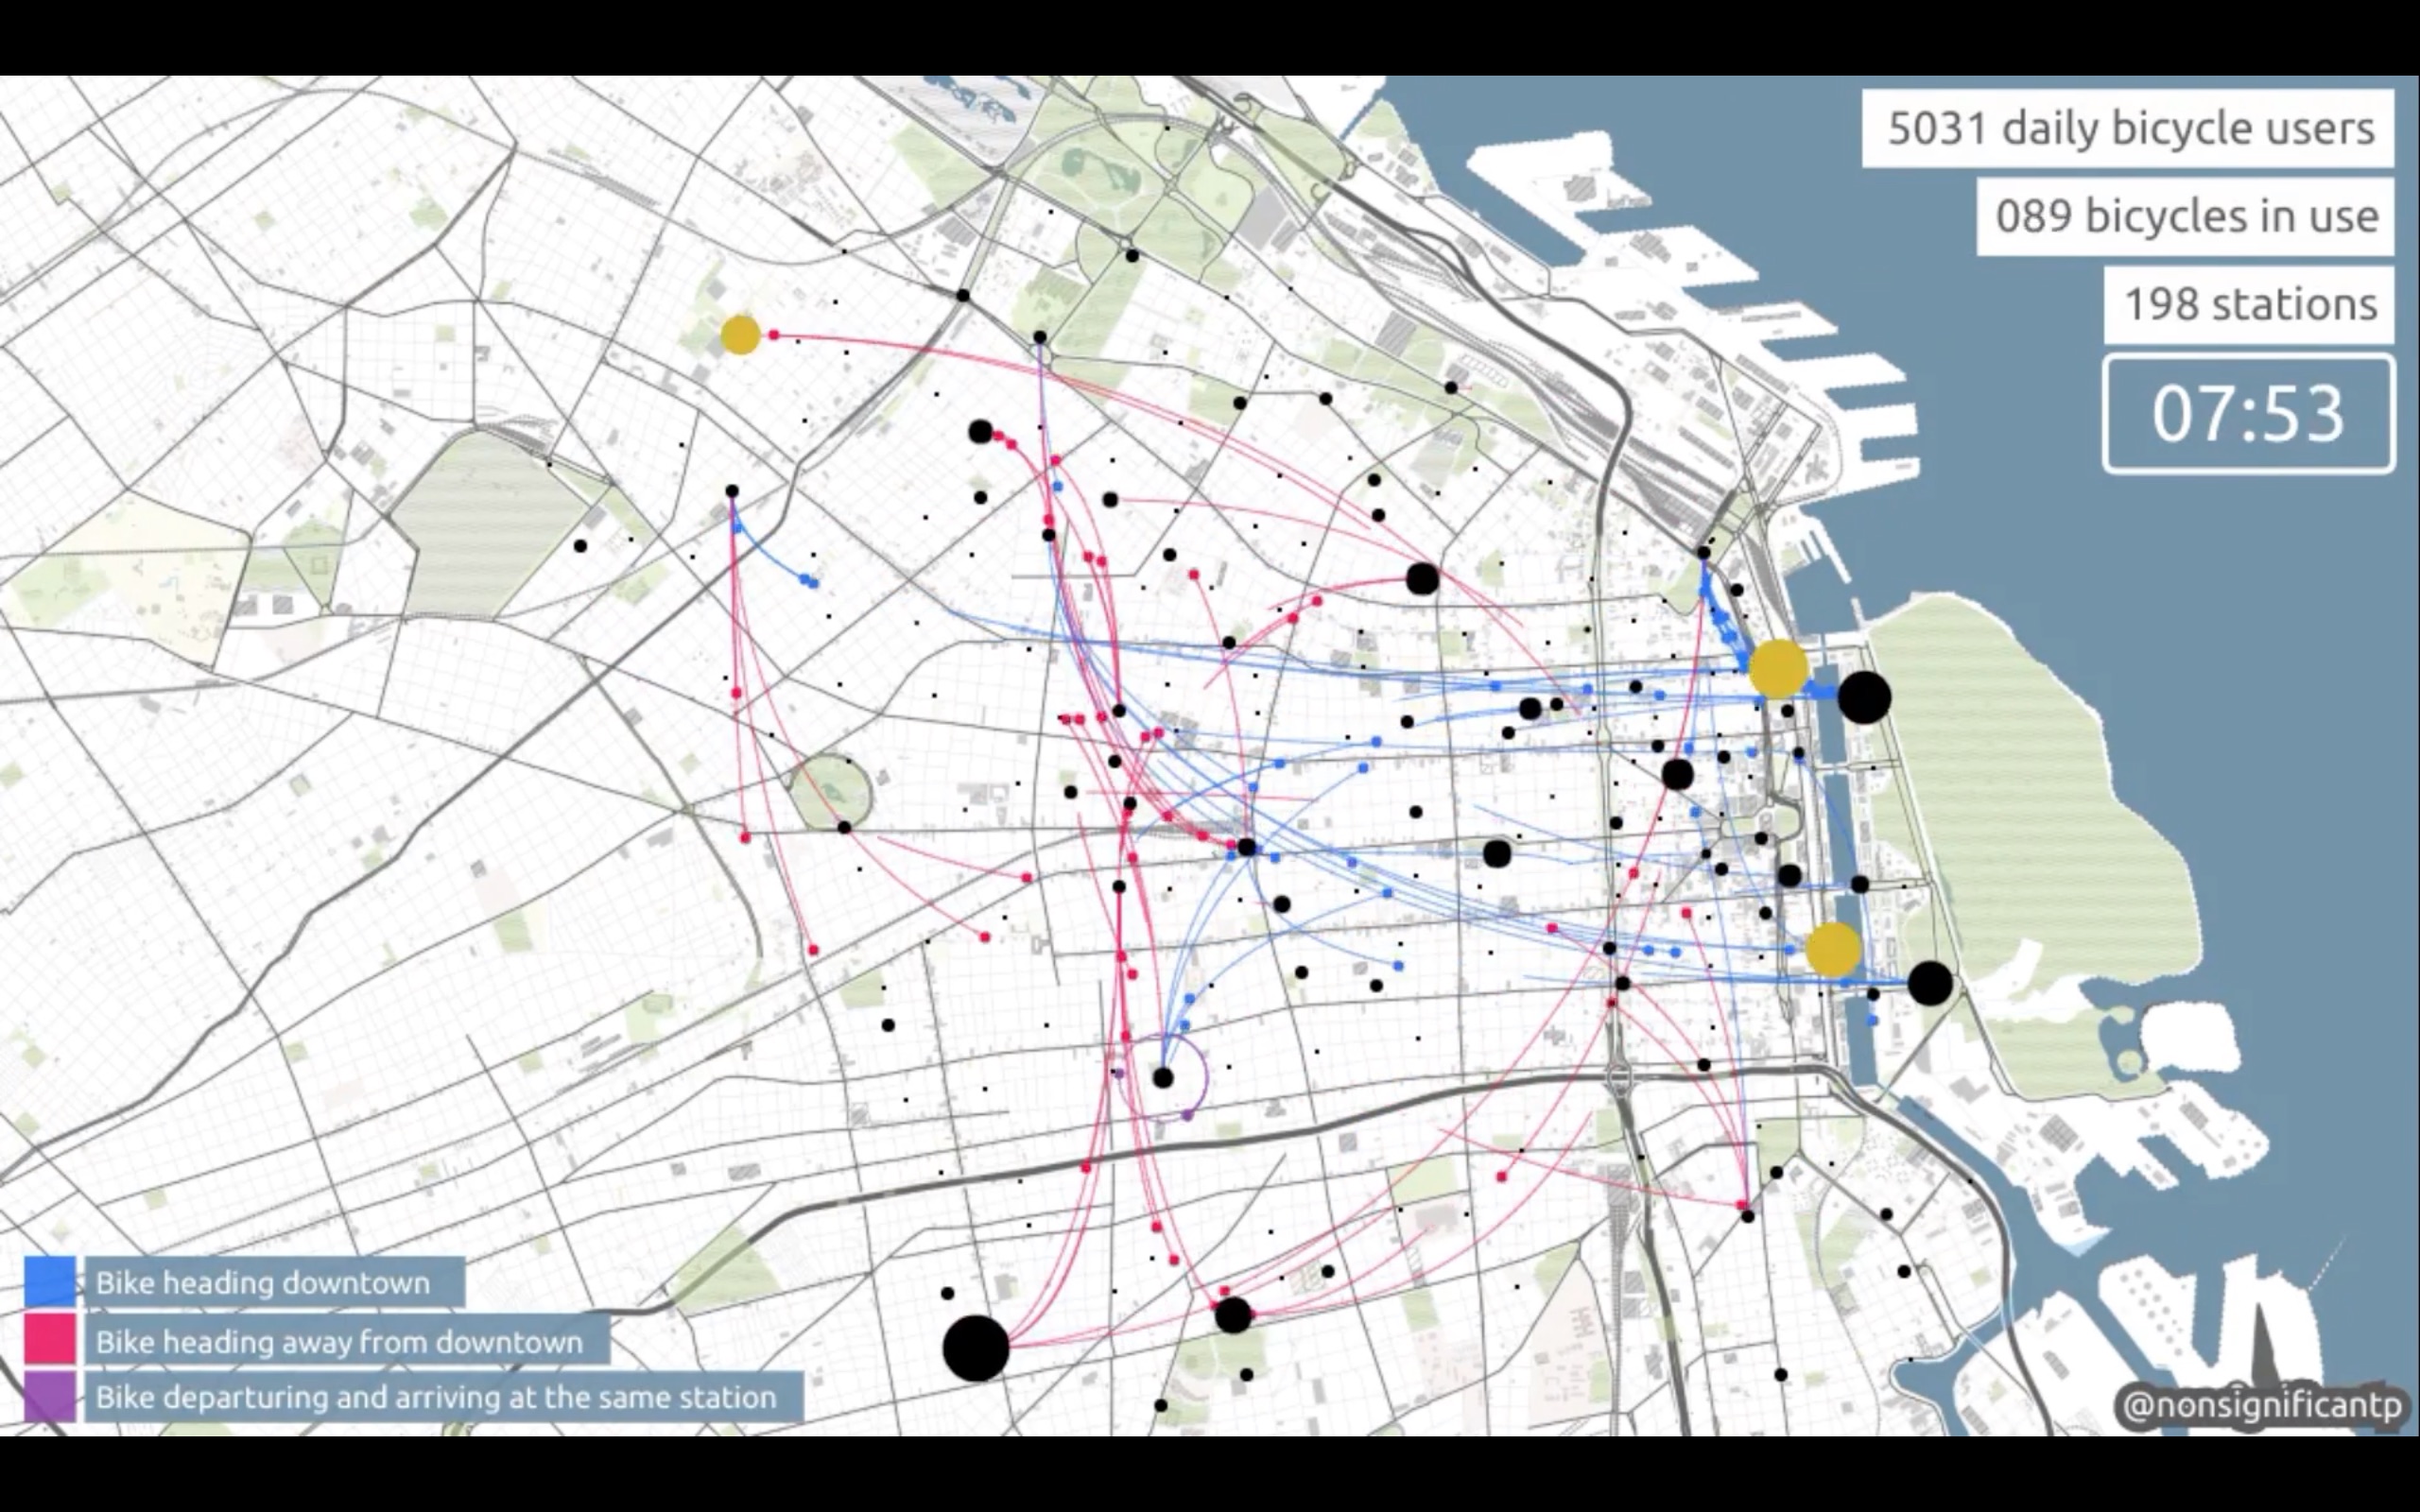 5031 daily bicycle users
089 bicycles in use
198 stations
07:53
Bike heading downtown
Bike heading away from downtown
Bike departuring and arriving at the same station
@nonsignificantp